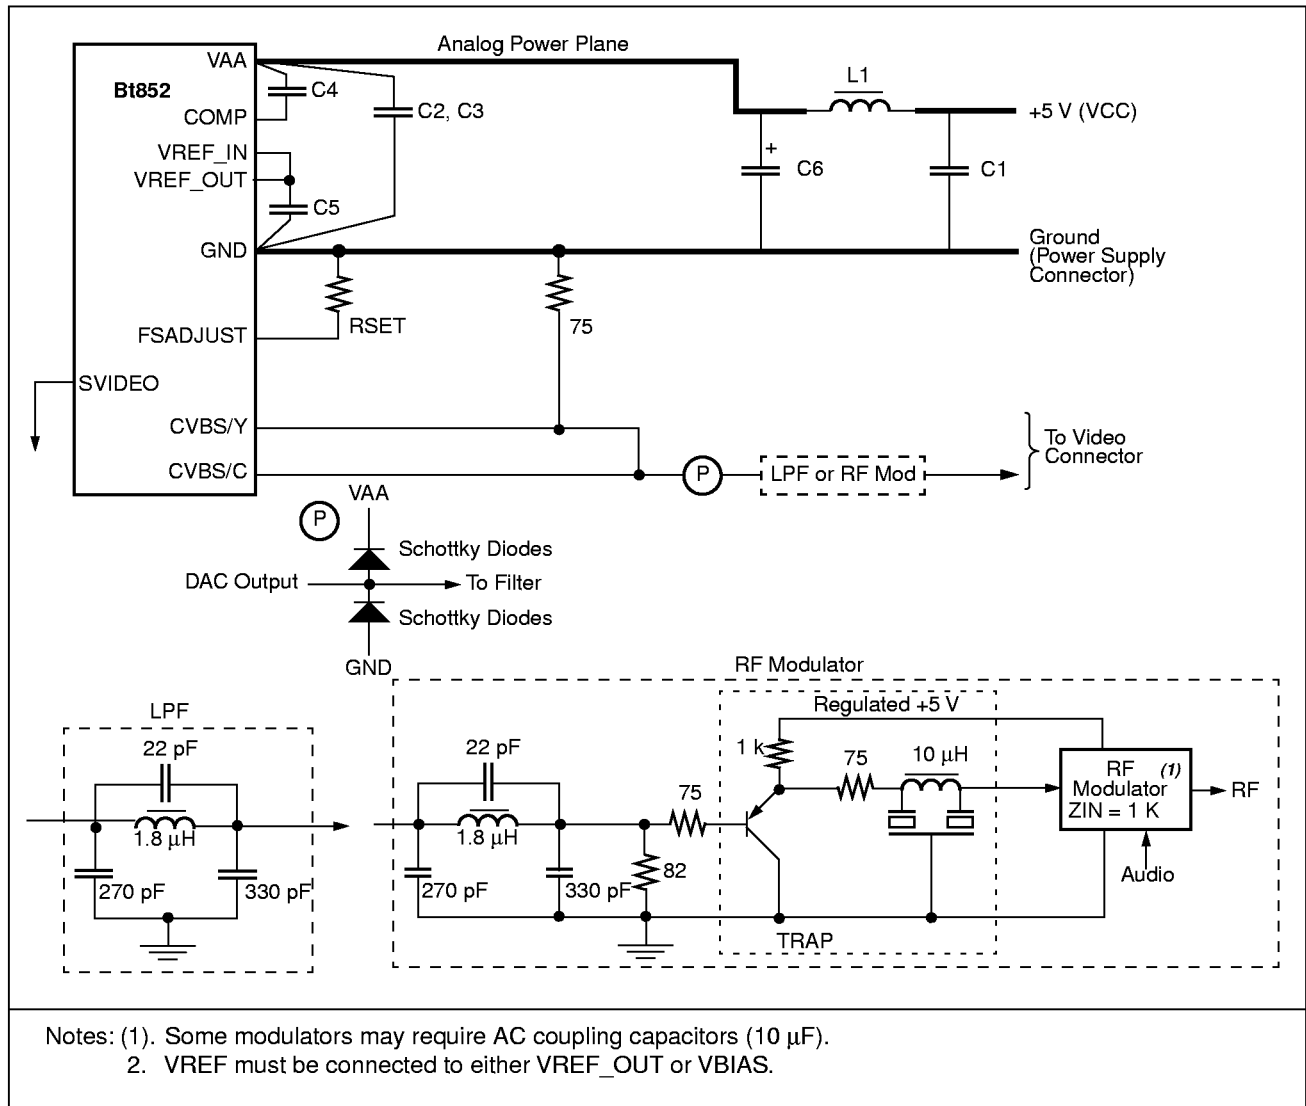 Analog Power Plane
VAA
Bt852
C4
COMP
C2, C3
L1
+5 V (VCC)
VREF_IN
VREF_OUT
C5
+
C6
C1
GND
Ground
(Power Supply
Connector)
RSET
75
FSADJUST
SVIDEO
CVBS/Y
CVBS/C
P
LPF or RF Mod
To Video
Connector
P
VAA
Schottky Diodes
DAC Output
To Filter
Schottky Diodes
GND
RF Modulator
LPF
22 pF
1.8 µH
270 pF
330 pF
22 pF
1.8 µH
270 pF
330 pF
82
75
Regulated +5 V
1 k
75
10 µH
TRAP
RF (1)
Modulator
ZIN = 1 K
RF
Audio
Notes: (1). Some modulators may require AC coupling capacitors (10 µF).
2. VREF must be connected to either VREF_OUT or VBIAS.